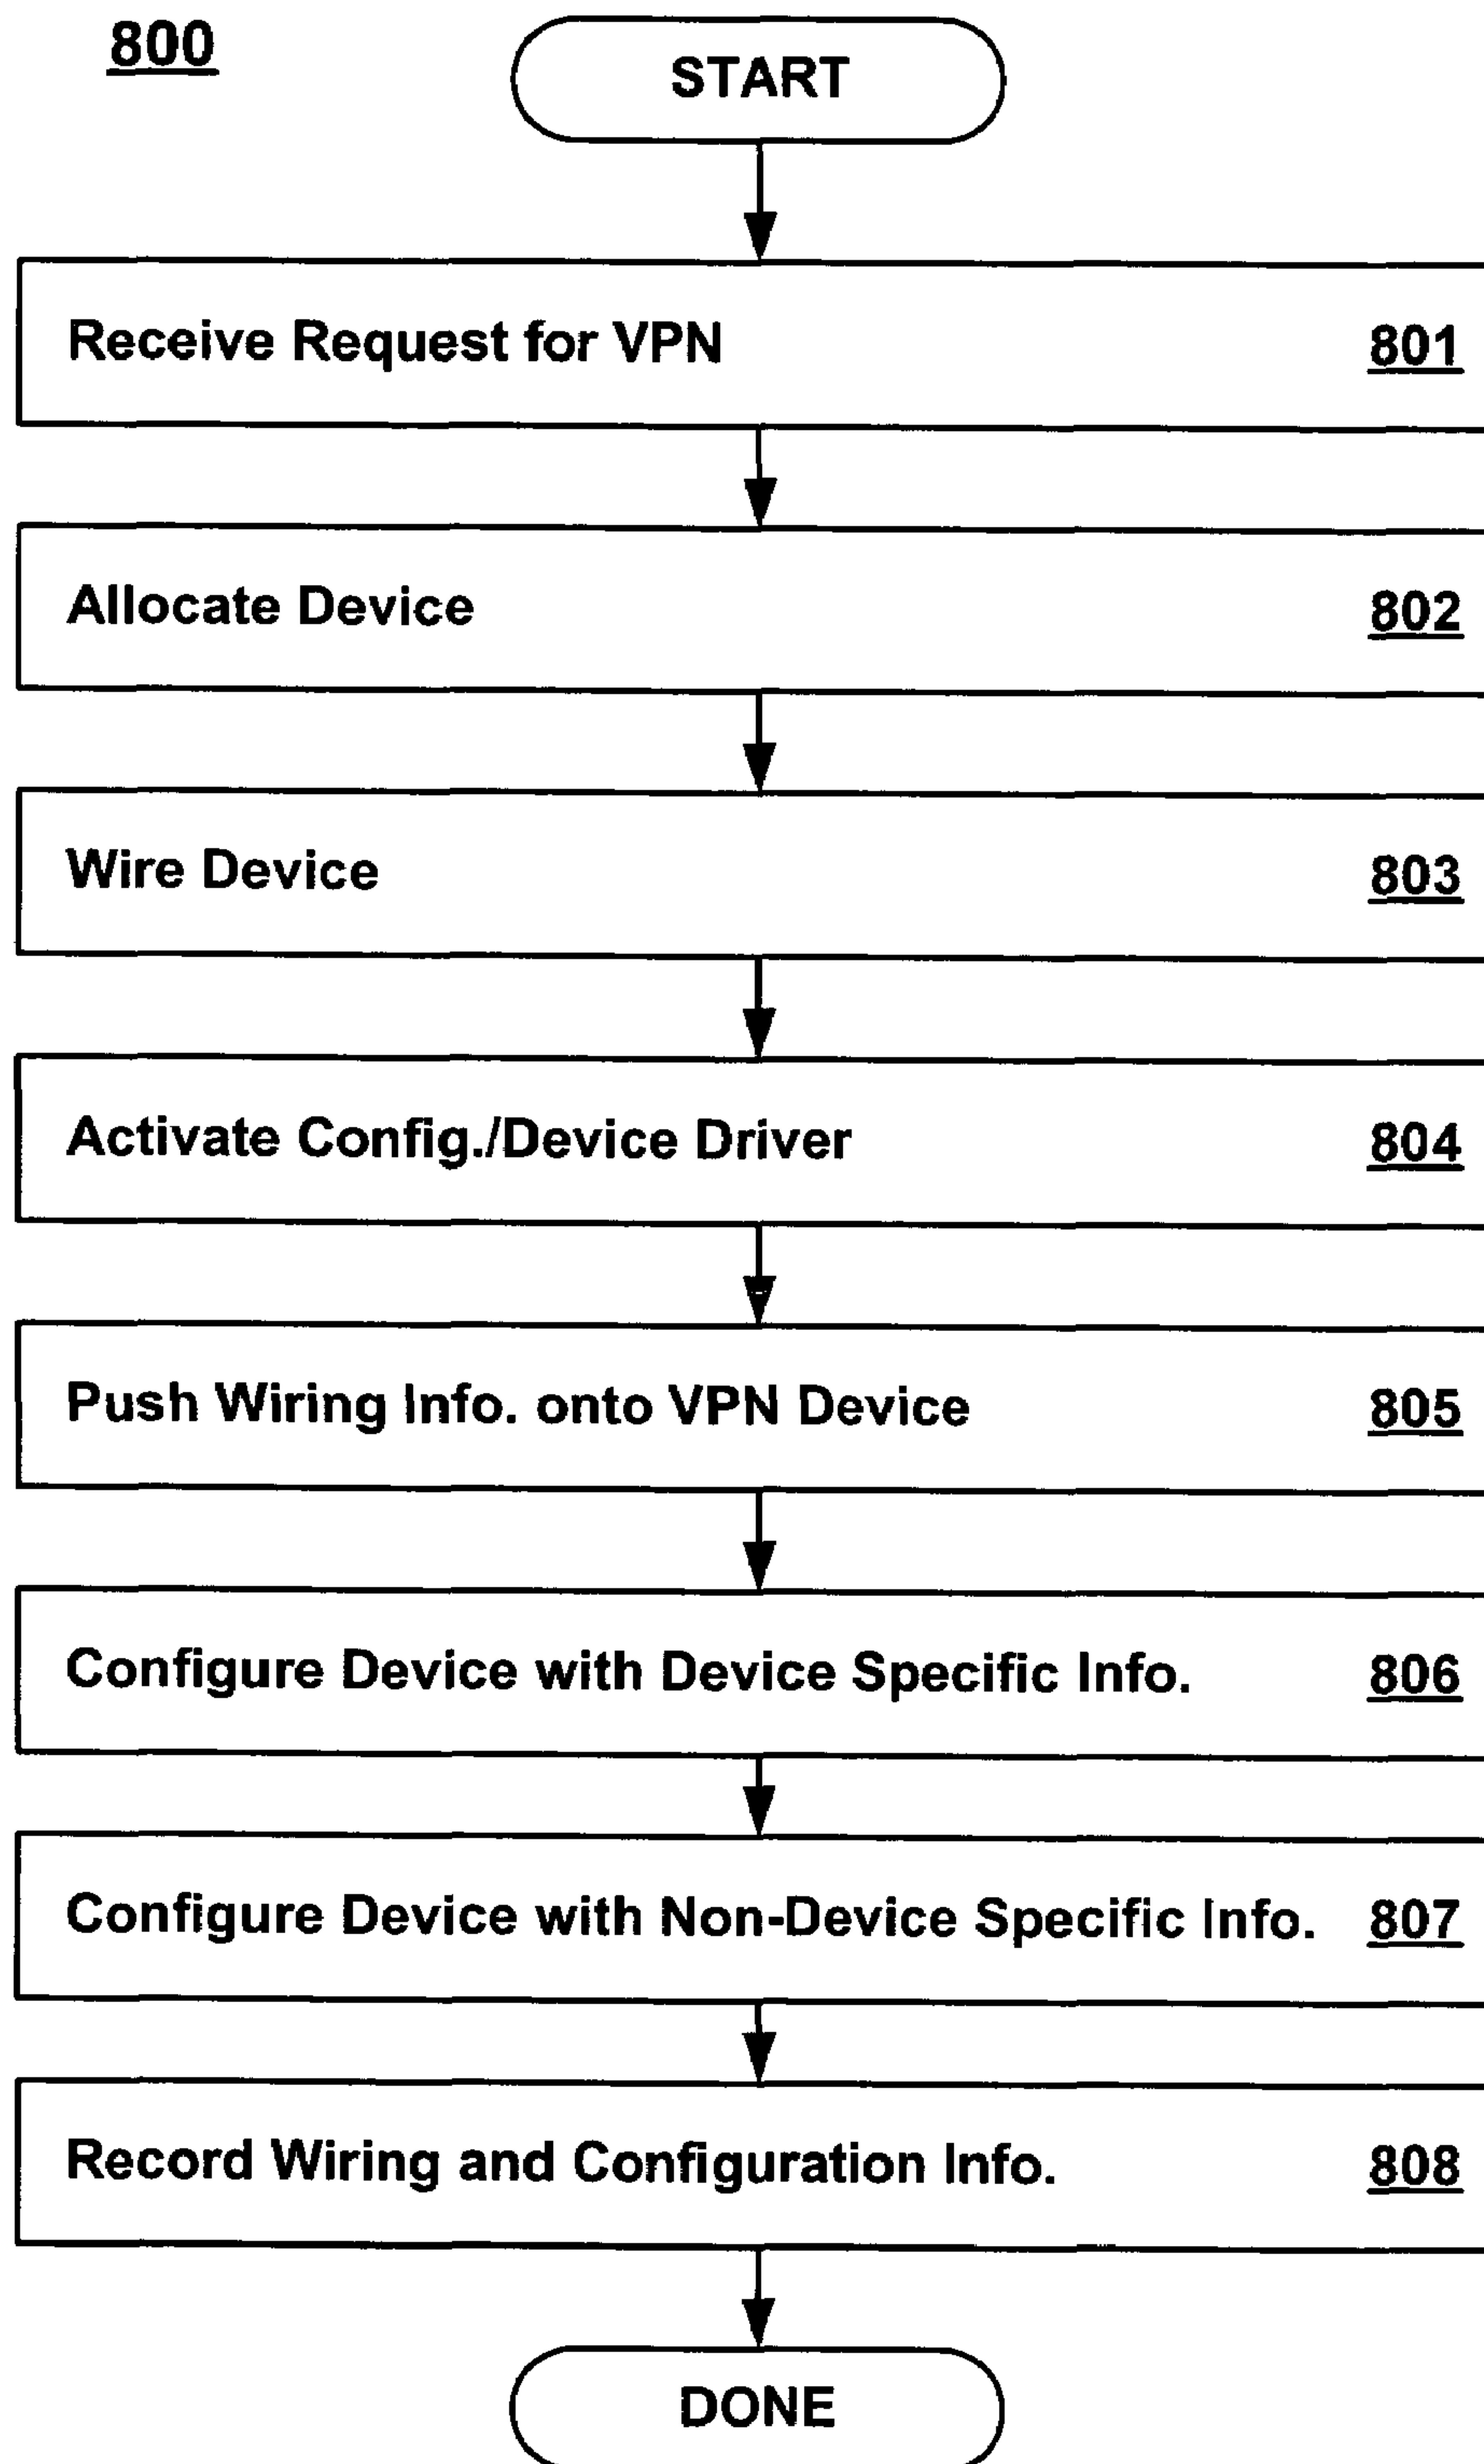 800
START
Receive Request for VPN 801
Allocate Device 802
Wire Device 803
Activate Config./Device Driver 804
Push Wiring Info. onto VPN Device 805
Configure Device with Device Specific Info. 806
Configure Device with Non-Device Specific Info. 807
Record Wiring and Configuration Info. 808
DONE